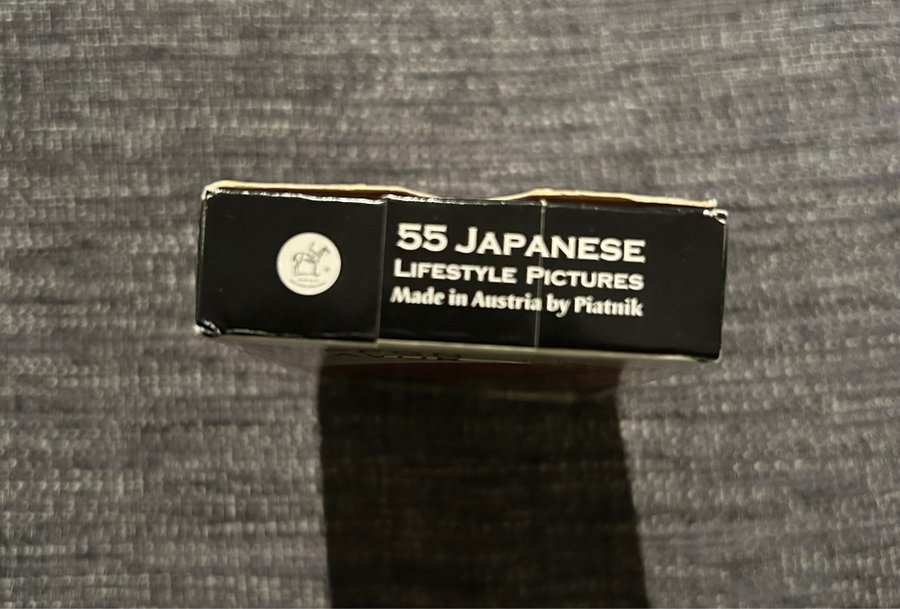 55 JAPANESE
LIFESTYLE PICTURES
Made in Austria by Piatnik